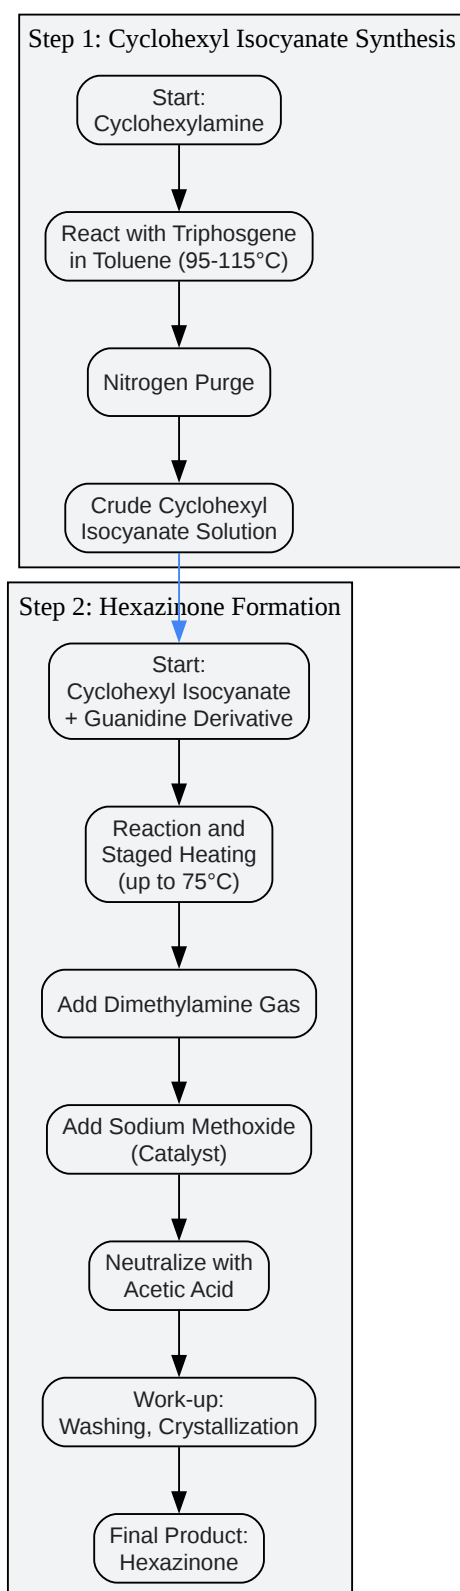 Step 1: Cyclohexyl Isocyanate Synthesis
Start:
Cyclohexylamine
React with Triphosgene
in Toluene (95-115°C)
Nitrogen Purge
Crude Cyclohexyl
Isocyanate Solution
Step 2: Hexazinone Formation
Start:
Cyclohexyl Isocyanate
+ Guanidine Derivative
Reaction and
Staged Heating
(up to 75°C)
Add Dimethylamine Gas
Add Sodium Methoxide
(Catalyst)
Neutralize with
Acetic Acid
Work-up:
Washing, Crystallization
Final Product:
Hexazinone